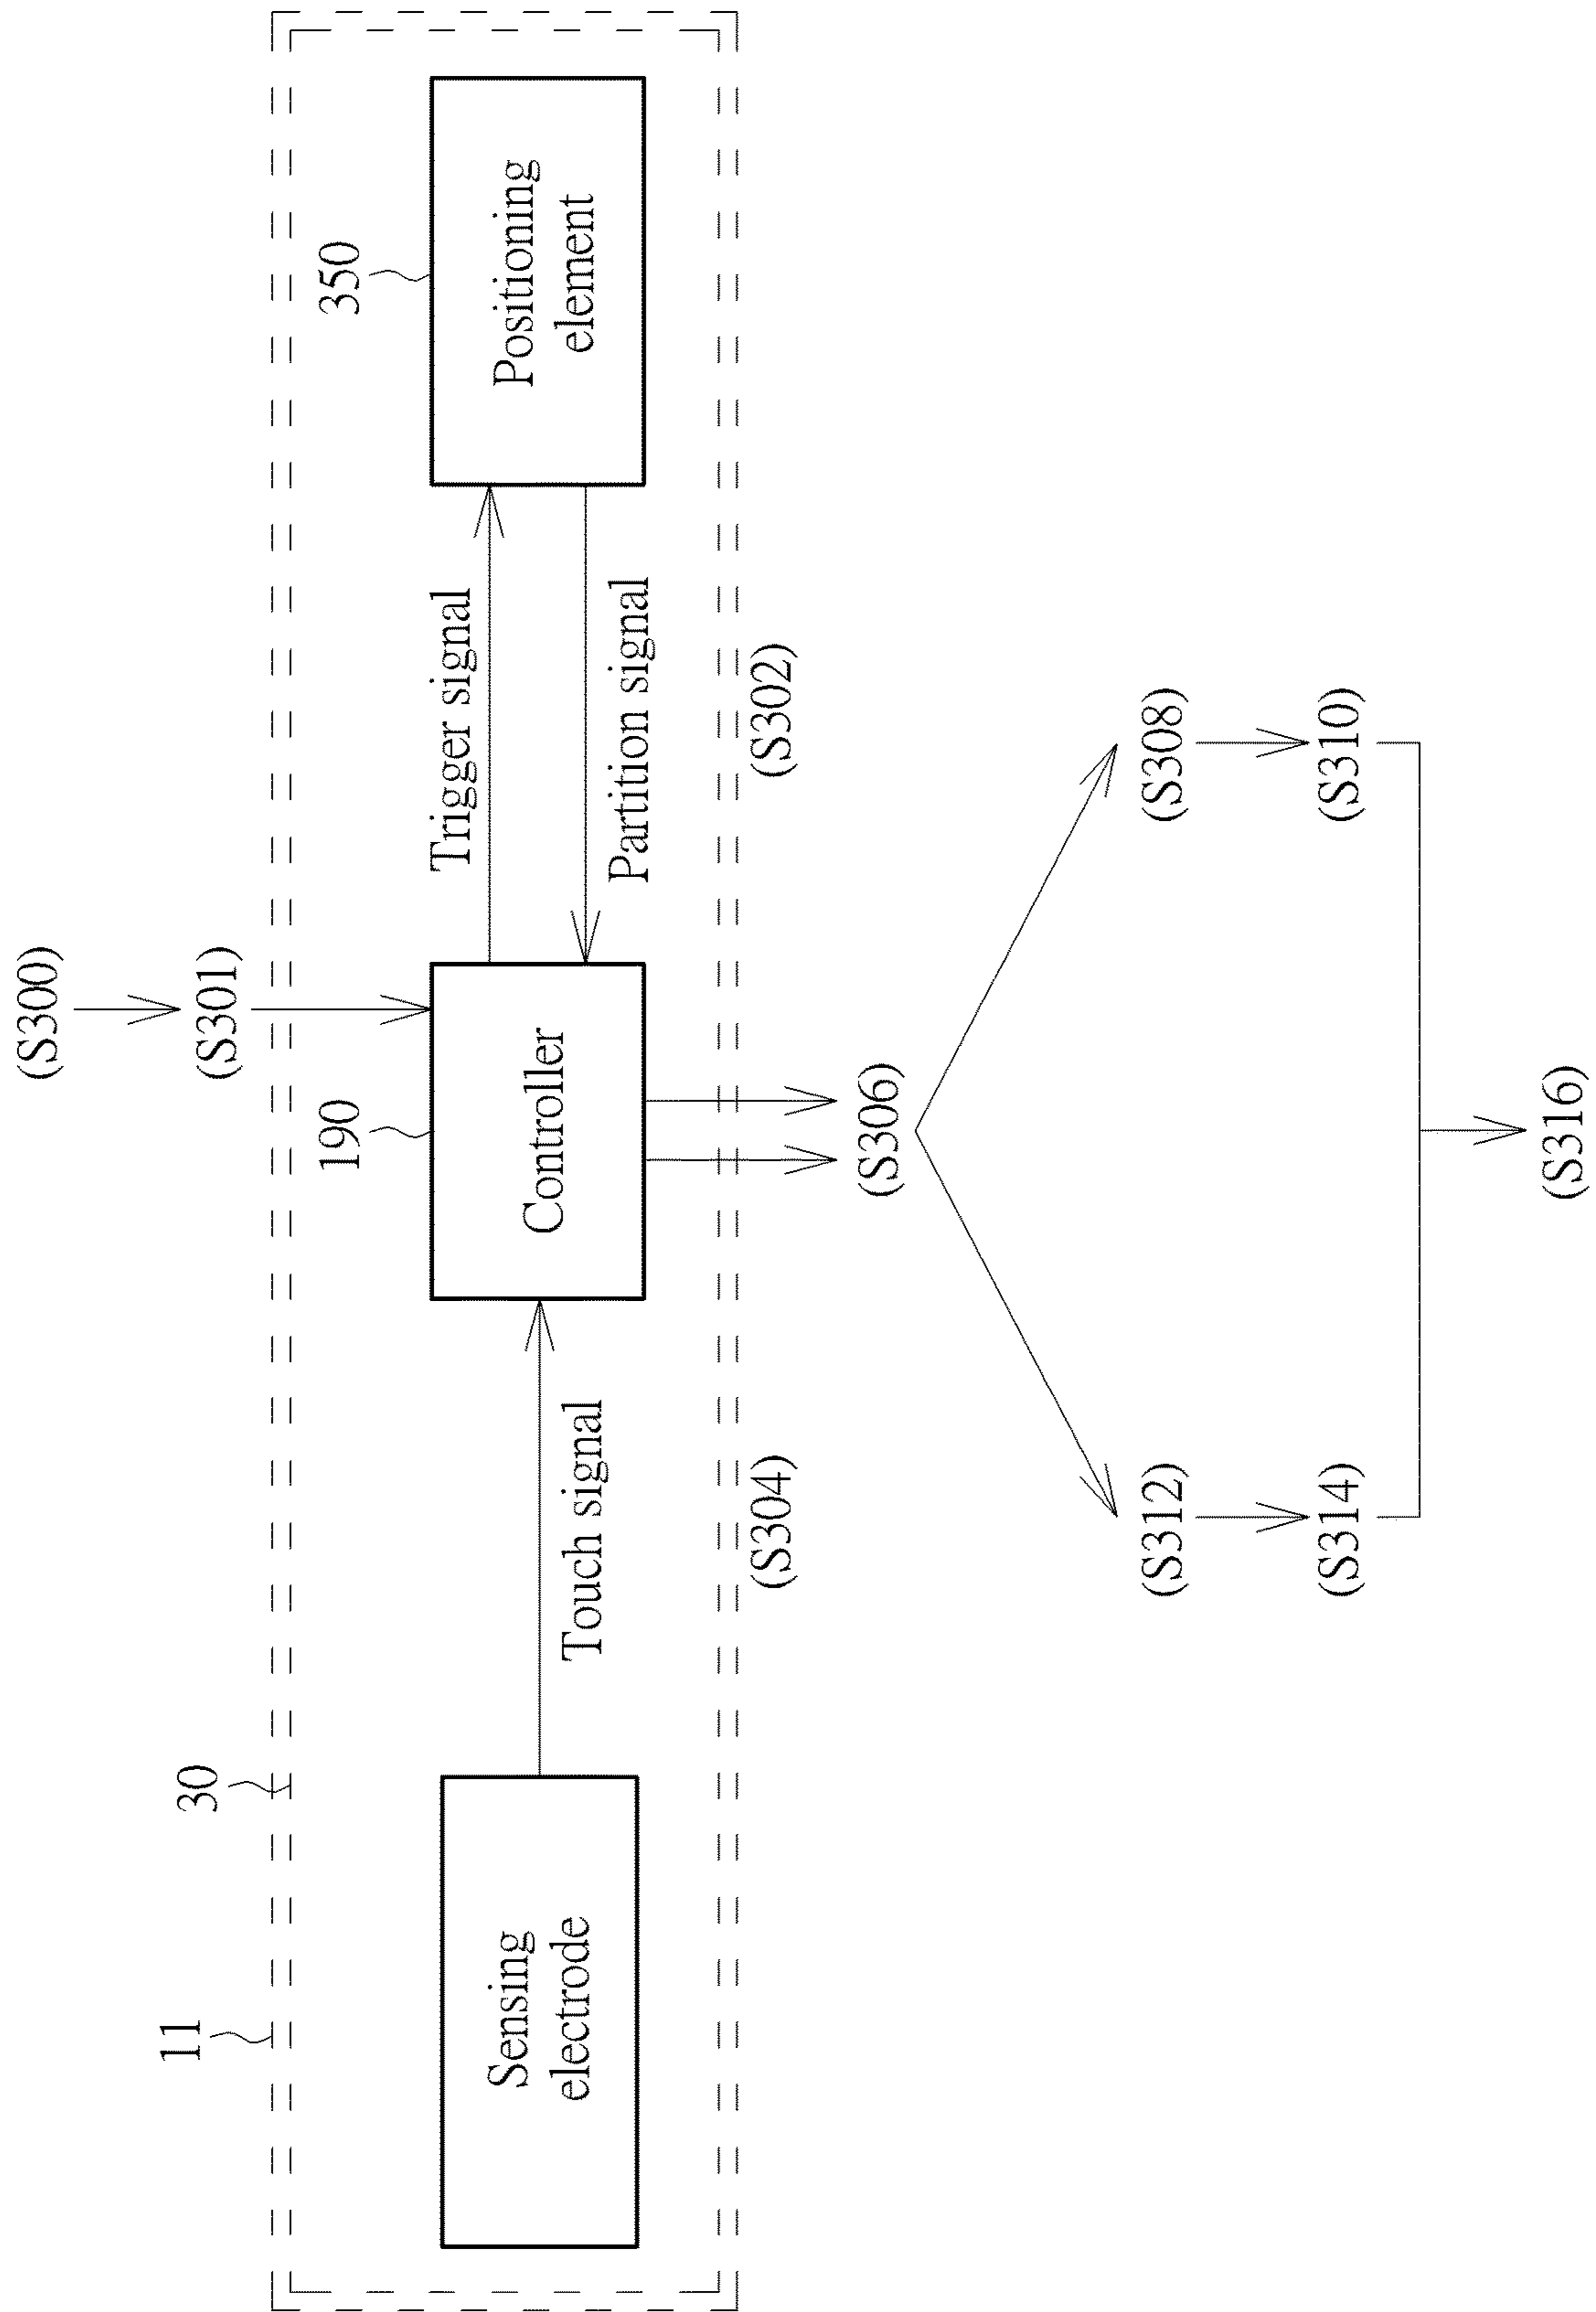 (S300)
(S301)
11
30
190
350
Sensing
electrode
Touch signal
Controller
Trigger signal
Partition signal
Positioning
element
(S304)
(S302)
(S306)
(S312)
(S308)
(S314)
(S310)
(S316)